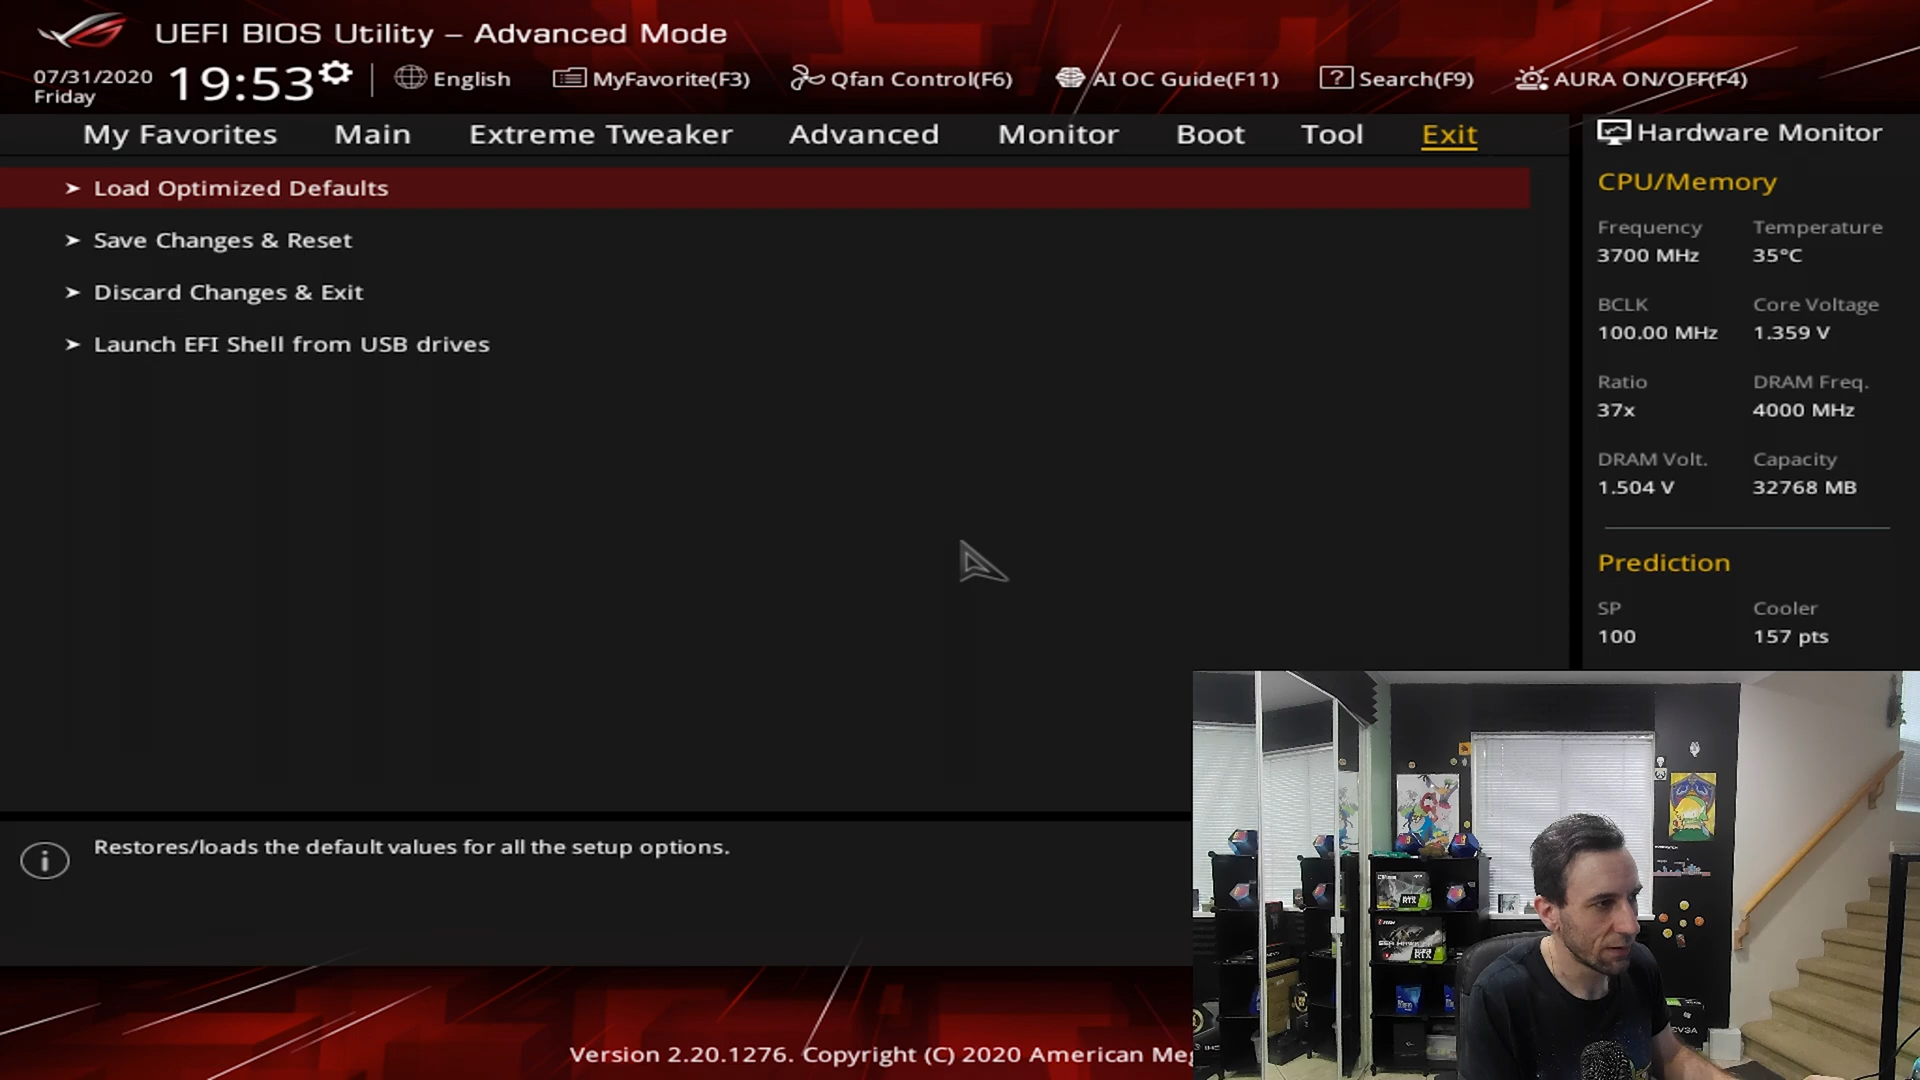 UEFI BIOS Utility – Advanced Mode
07/31/2020
Friday
19:53
English
MyFavorite(F3)
Qfan Control(F6)
AI OC Guide(F11)
Search(F9)
AURA ON/OFF(F4)
My Favorites
Main
Extreme Tweaker
Advanced
Monitor
Boot
Tool
Exit
Load Optimized Defaults
Save Changes & Reset
Discard Changes & Exit
Launch EFI Shell from USB drives
Hardware Monitor
CPU/Memory
Frequency Temperature
3700 MHz 35°C
BCLK Core Voltage
100.00 MHz 1.359 V
Ratio DRAM Freq.
37x 4000 MHz
DRAM Volt. Capacity
1.504 V 32768 MB
Prediction
SP Cooler
100 157 pts
Restores/loads the default values for all the setup options.
RTX
RTX
EVGA
Version 2.20.1276. Copyright (C) 2020 American Me